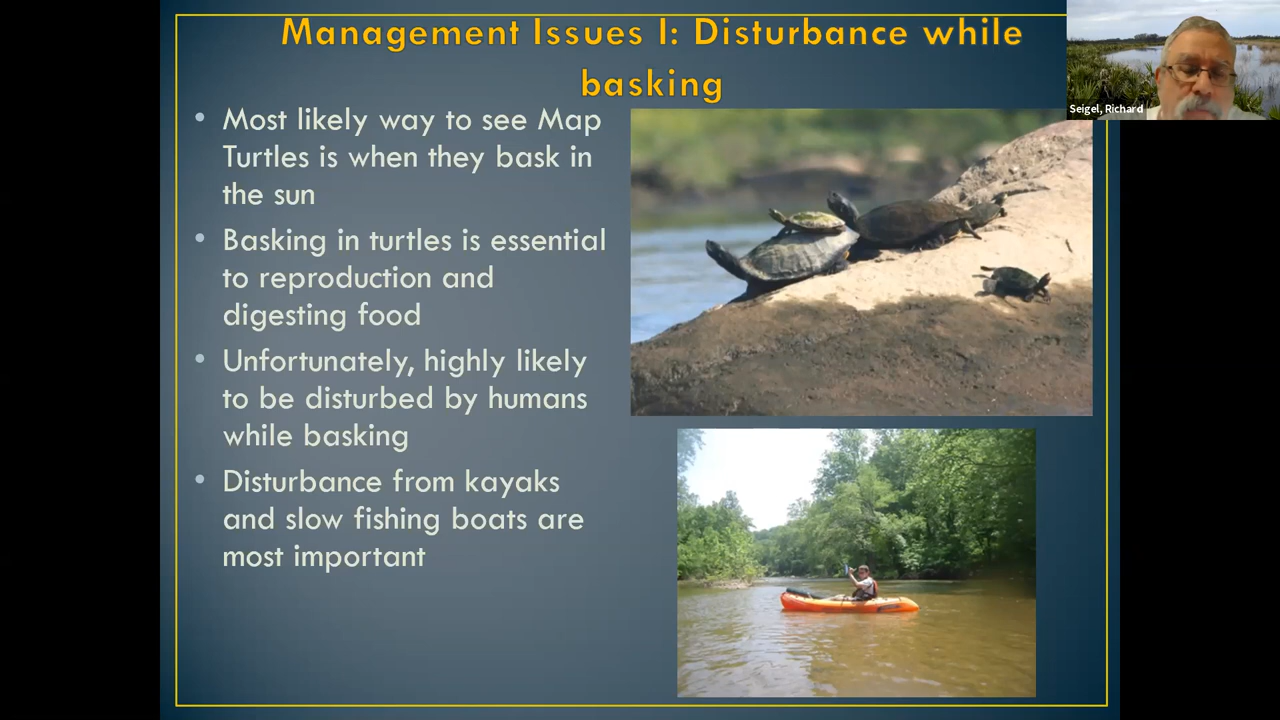 Management Issues I: Disturbance while
basking
Seigel, Richard
• Most likely way to see Map
Turtles is when they bask in
the sun
• Basking in turtles is essential
to reproduction and
digesting food
• Unfortunately, highly likely
to be disturbed by humans
while basking
• Disturbance from kayaks
and slow fishing boats are
most important